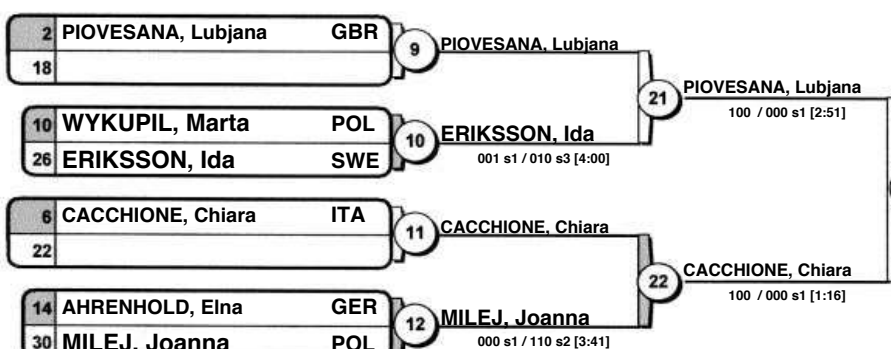 2 PIOVESANA, Lubjana GBR
18
9
PIOVESANA, Lubjana
10 WYKUPIL, Marta POL
26 ERIKSSON, Ida SWE
10
ERIKSSON, Ida
001 s1 / 010 s3 [4:00]
21
PIOVESANA, Lubjana
100 / 000 s1 [2:51]
6 CACCHIONE, Chiara ITA
22
11
CACCHIONE, Chiara
14 AHRENHOLD, Elna GER
30 MILEJ, Joanna POL
12
MILEJ, Joanna
000 s1 / 110 s2 [3:41]
22
CACCHIONE, Chiara
100 / 000 s1 [1:16]